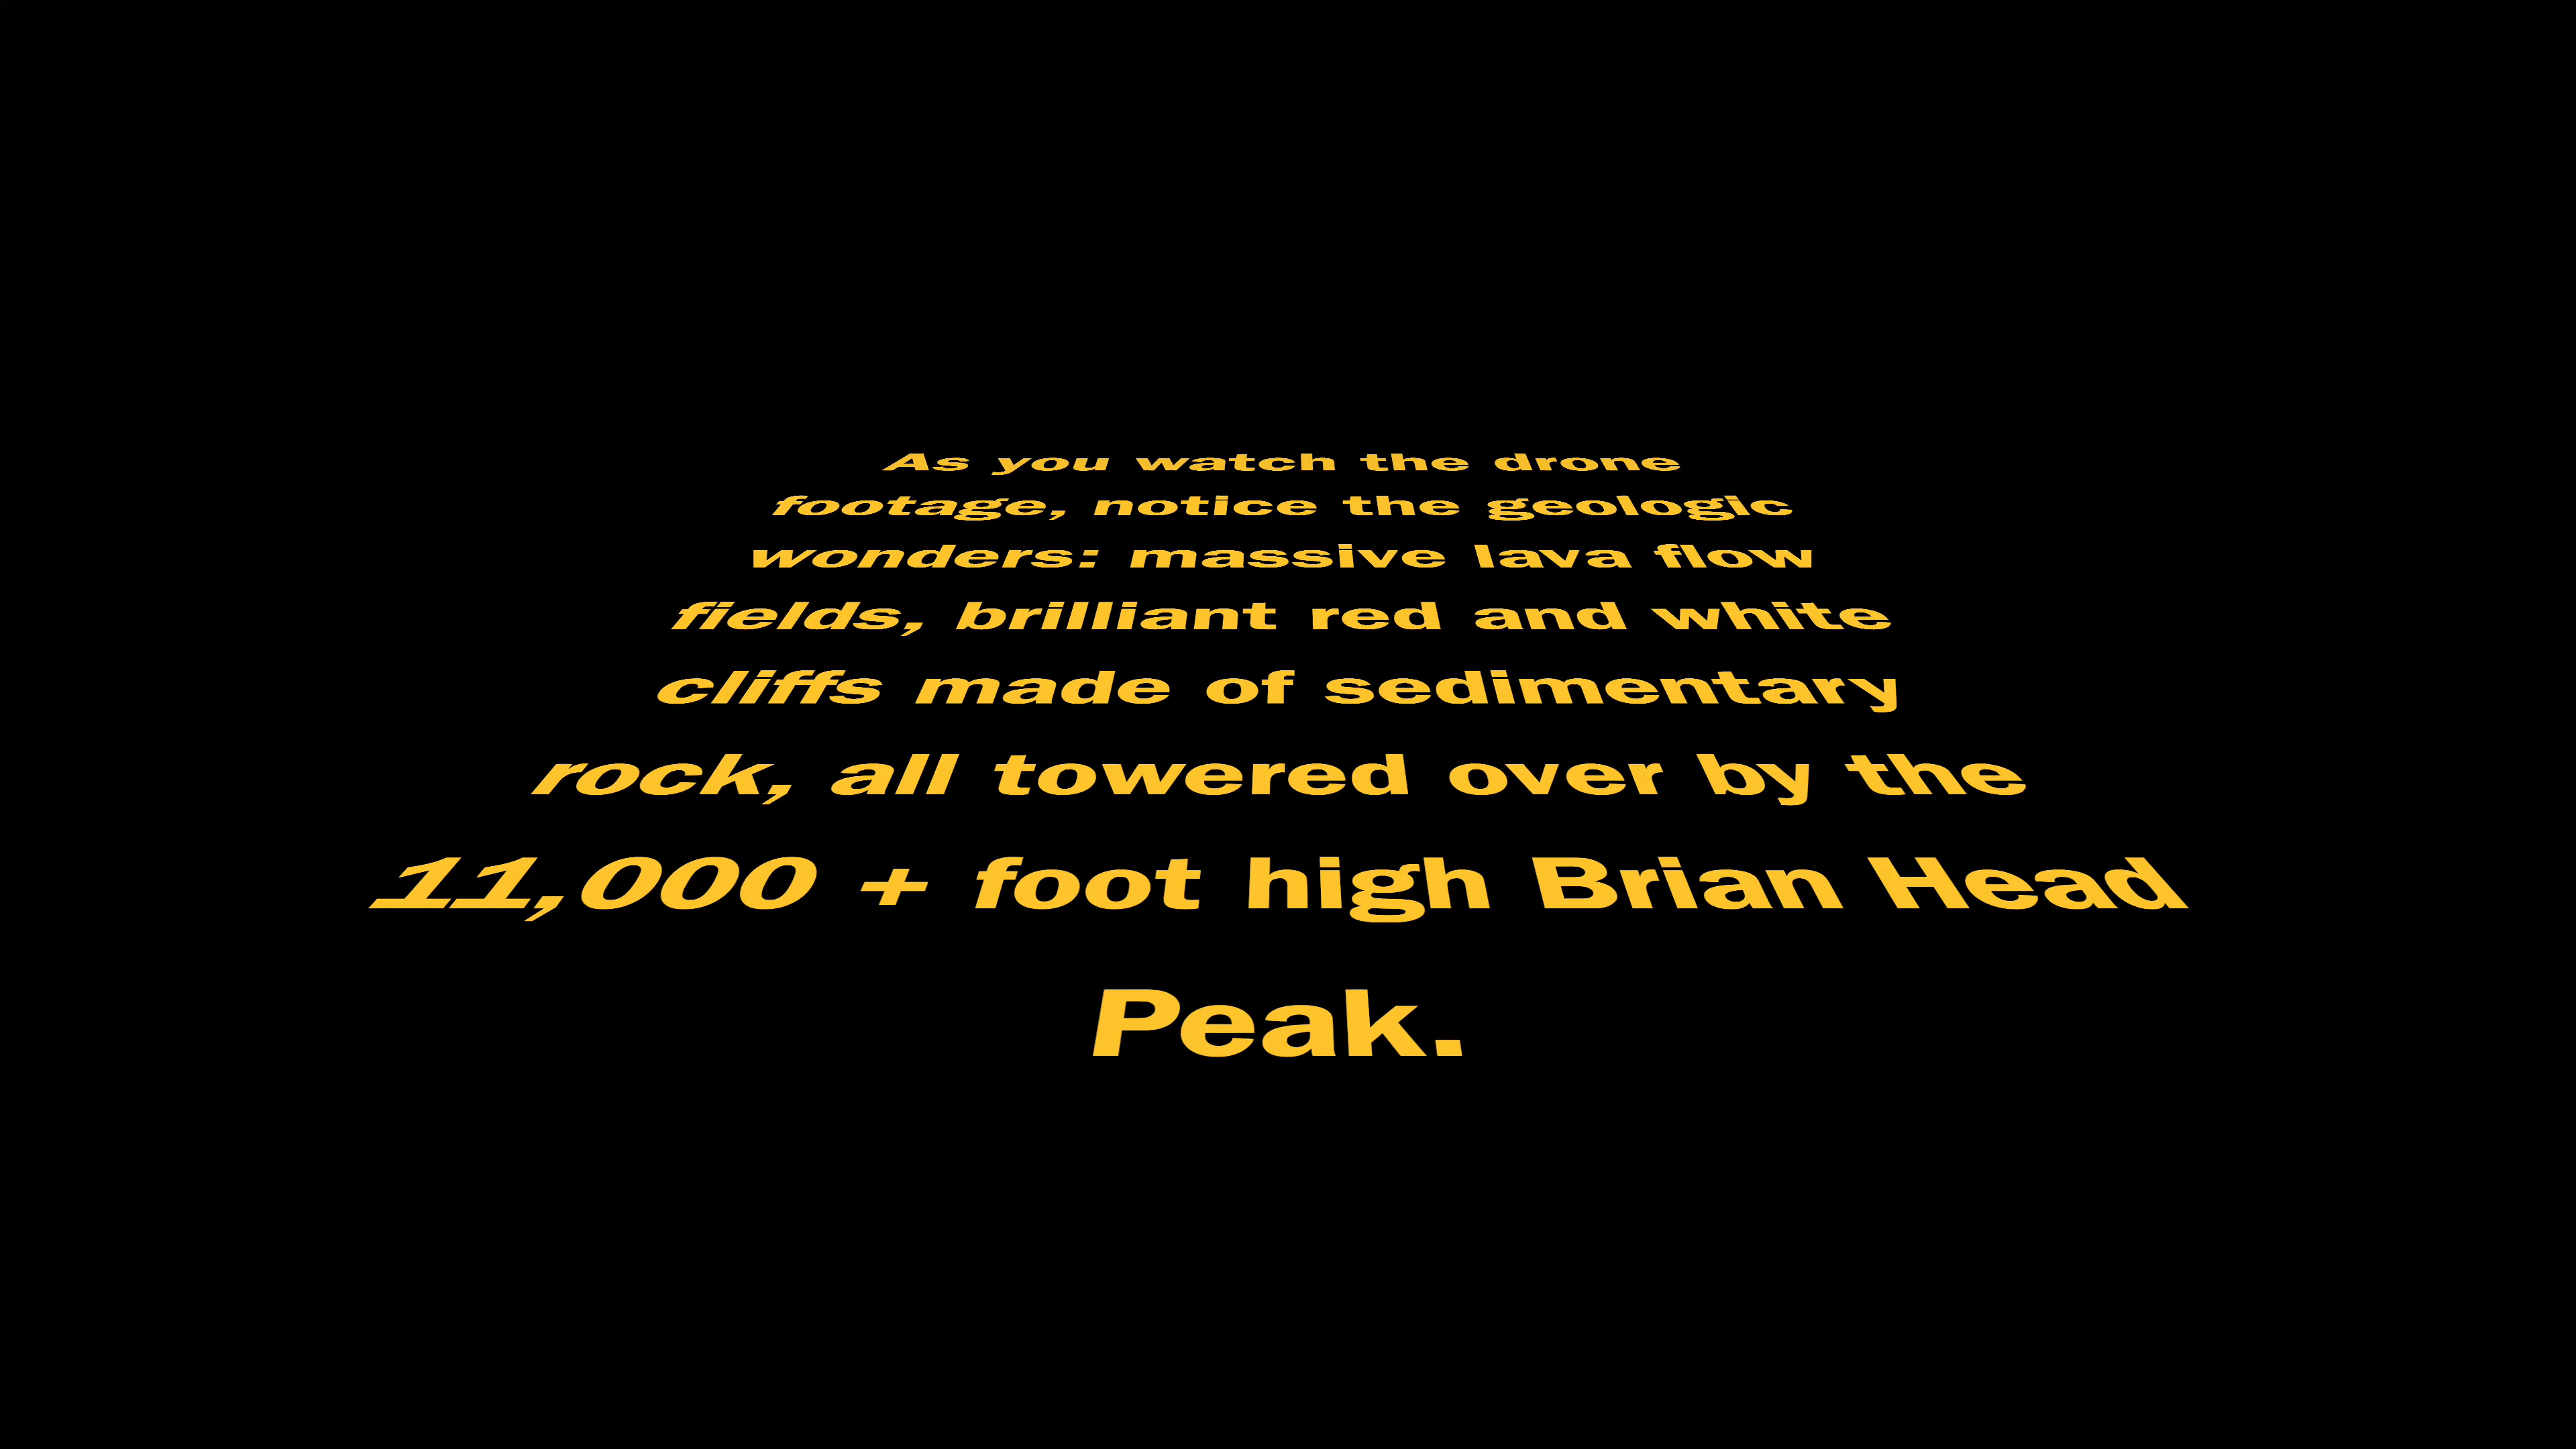 As you watch the drone
footage, notice the geologic
wonders: massive lava flow
fields, brilliant red and white
cliffs made of sedimentary
rock, all towered over by the
11,000 + foot high Brian Head
Peak.